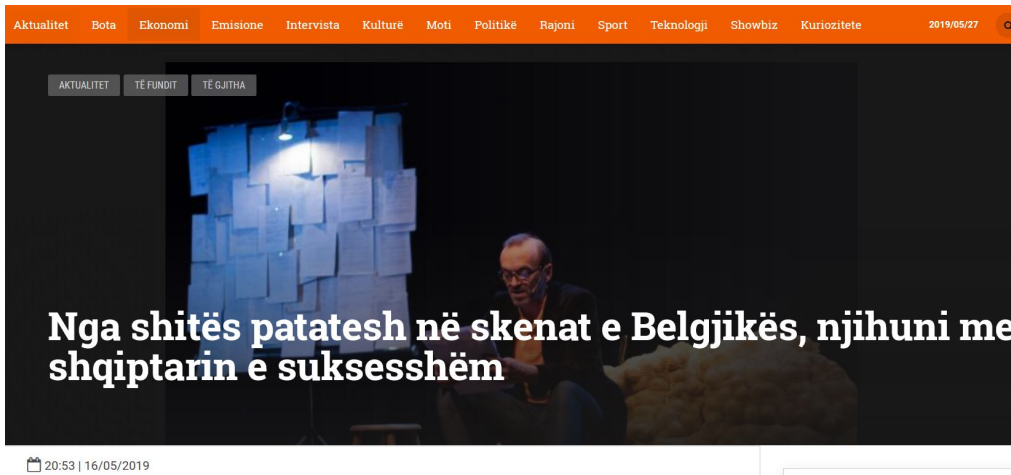 Aktualitet Bota Ekonomi Emisione Intervista Kulturë Moti Politikë Rajoni Sport Teknologji Showbiz Kuriozitete 2019/05/27
AKTUALITET TË FUNDIT TË GJITHA
Nga shitës patatesh në skenat e Belgjikës, njihuni me
shqiptarin e suksesshëm
20:53 | 16/05/2019